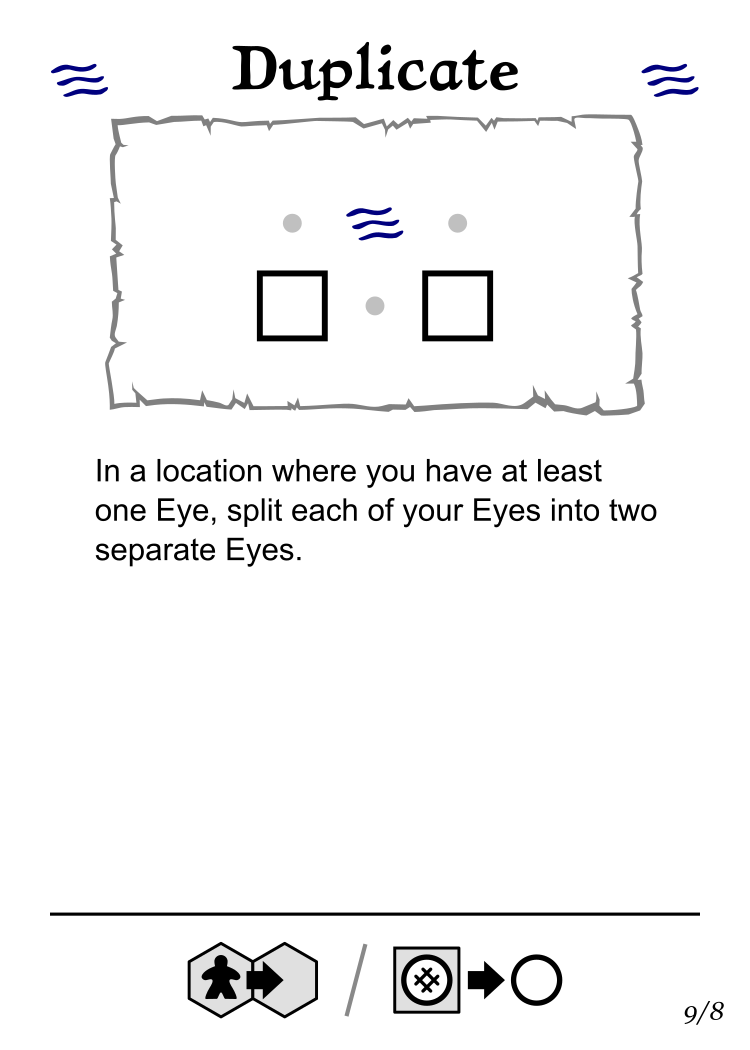 Duplicate
In a location where you have at least
one Eye, split each of your Eyes into two
separate Eyes.
9/8